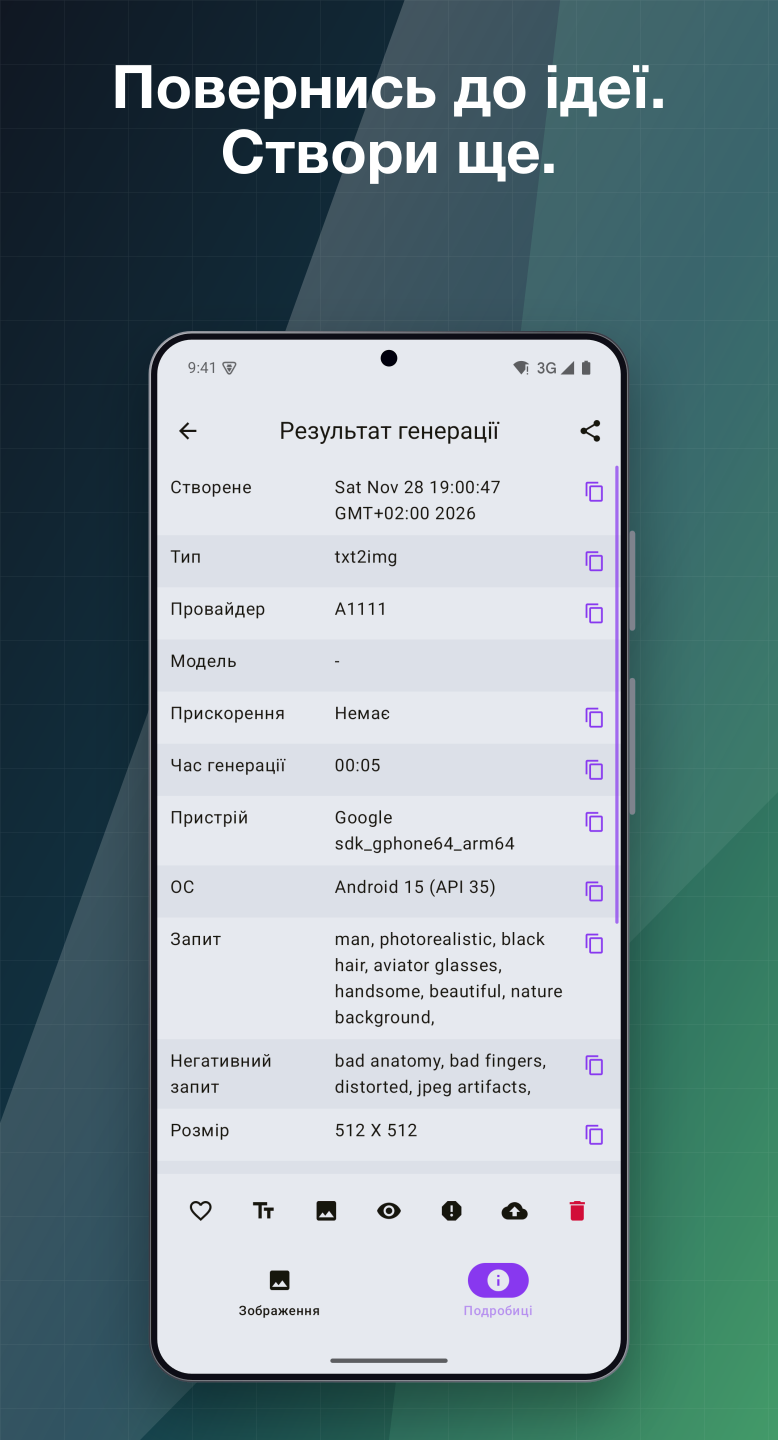 Повернись до ідеї.
Створи ще.
9:41
3G
Результат генерації
Створене
Sat Nov 28 19:00:47
GMT+02:00 2026
Тип
txt2img
Провайдер
A1111
Модель
-
Прискорення
Немає
Час генерації
00:05
Пристрій
Google
sdk_gphone64_arm64
ОС
Android 15 (API 35)
Запит
man, photorealistic, black
hair, aviator glasses,
handsome, beautiful, nature
background,
Негативний
запит
bad anatomy, bad fingers,
distorted, jpeg artifacts,
Розмір
512 X 512
Зображення
Подробиці